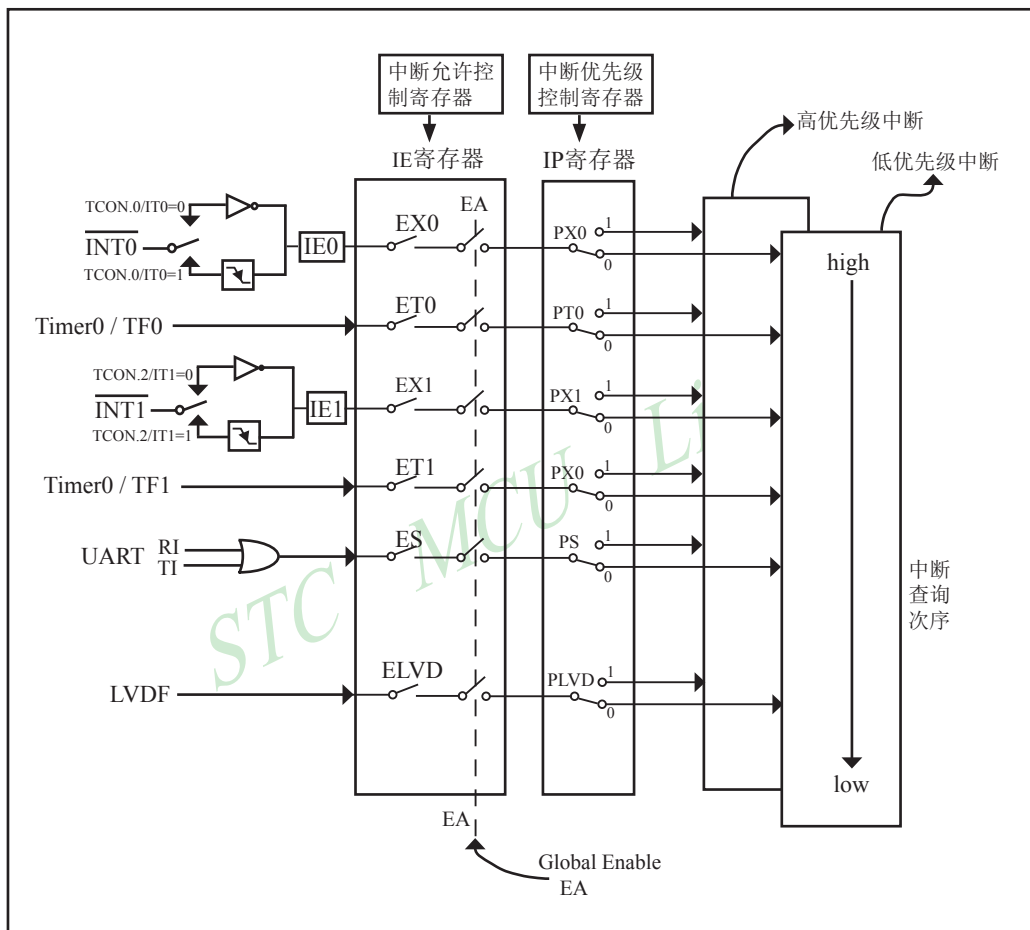 中断允许控
制寄存器
中断优先级
控制寄存器
高优先级中断
低优先级中断
IE寄存器
IP寄存器
EA
TCON.0/IT0=0
INT0
TCON.0/IT0=1
IE0
EX0
PX0
1
0
high
Timer0 / TF0
ET0
PT0
1
0
TCON.2/IT1=0
INT1
TCON.2/IT1=1
IE1
EX1
PX1
1
0
Timer0 / TF1
ET1
PX0
1
0
UART
RI
TI
ES
PS
1
0
中断
查询
次序
STC MCU Li
LVDF
ELVD
PLVD
1
0
low
EA
Global Enable
EA